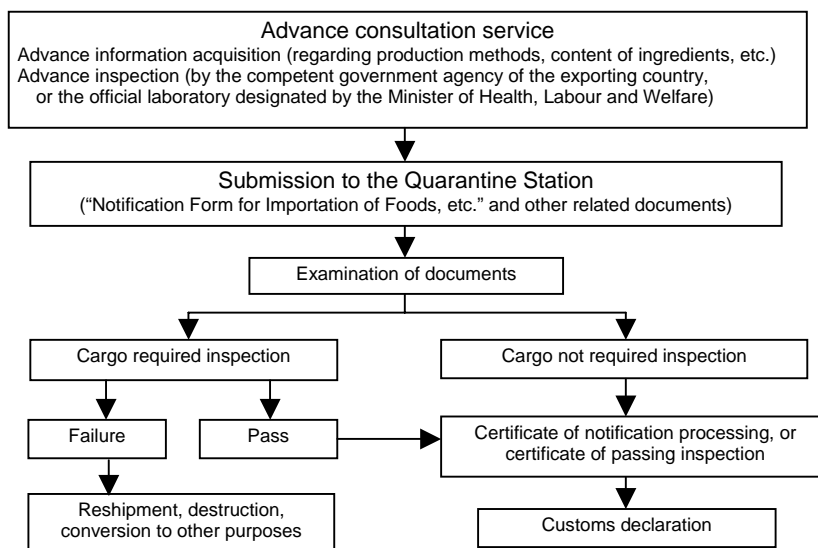 Advance consultation service
Advance information acquisition (regarding production methods, content of ingredients, etc.)
Advance inspection (by the competent government agency of the exporting country,
or the official laboratory designated by the Minister of Health, Labour and Welfare)
Submission to the Quarantine Station
(“Notification Form for Importation of Foods, etc.” and other related documents)
Examination of documents
Cargo required inspection
Cargo not required inspection
Failure
Pass
Certificate of notification processing, or
certificate of passing inspection
Reshipment, destruction,
conversion to other purposes
Customs declaration